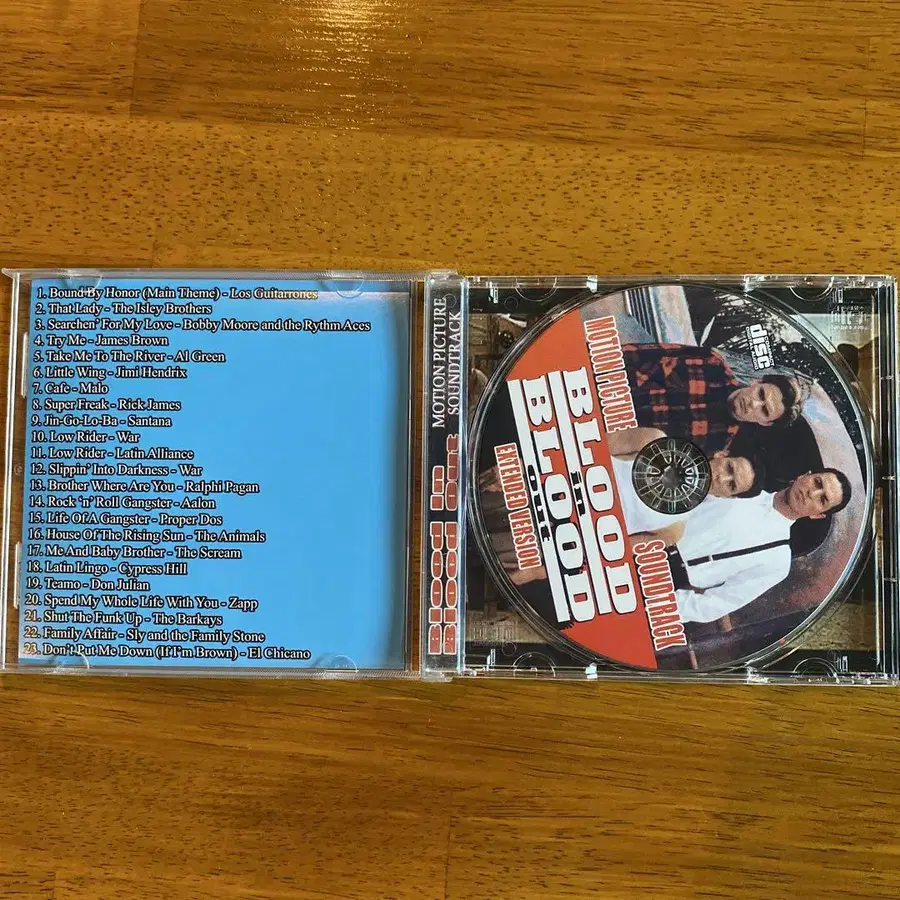 1. Bound By Honor (Main Theme) - Los Guitarrones
2. That Lady - The Isley Brothers
3. Searchen' For My Love - Bobby Moore and the Rythm Aces
4. Try Me - James Brown
5. Take Me To The River - Al Green
6. Little Wing - Jimi Hendrix
7. Cafe - Malo
8. Super Freak - Rick James
9. Jin-Go-Lo-Ba - Santana
10. Low Rider - War
11. Low Rider - Latin Alliance
12. Slippin' Into Darkness - War
13. Brother Where Are You - Ralphi Pagan
14. Rock 'n' Roll Gangster - Aalon
15. Life Of A Gangster - Proper Dos
16. House Of The Rising Sun - The Animals
17. Me And Baby Brother - The Scream
18. Latin Lingo - Cypress Hill
19. Teamo - Don Julian
20. Spend My Whole Life With You - Zapp
21. Shut The Funk Up - The Barkays
22. Family Affair - Sly and the Family Stone
23. Don't Put Me Down (If I'm Brown) - El Chicano
Blood In
Blood Out
MOTION PICTURE
SOUNDTRACK
MOTION PICTURE
SOUNDTRACK
BLOOD
in
BLOOD
out
EXTENDED VERSION
disc